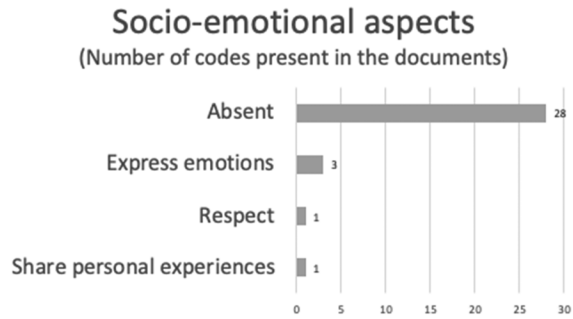 Socio-emotional aspects
(Number of codes present in the documents)
Absent
28
Express emotions
3
Respect
1
Share personal experiences
1
0 5 10 15 20 25 30